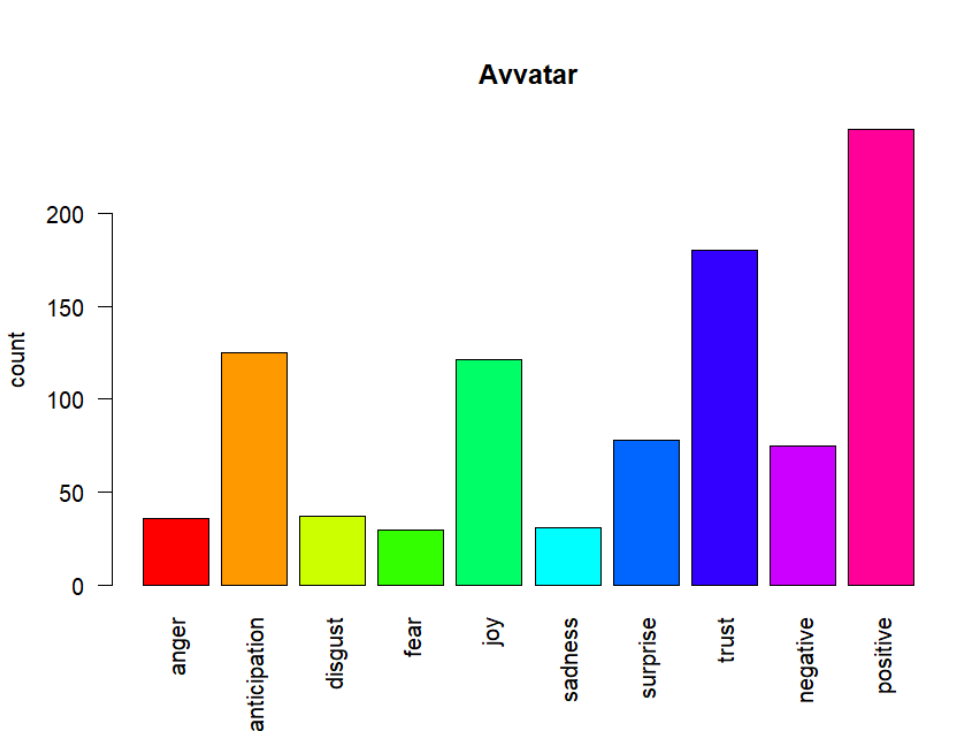 Avvatar
count
200
150
100
50
0
anger
anticipation
disgust
fear
joy
sadness
surprise
trust
negative
positive